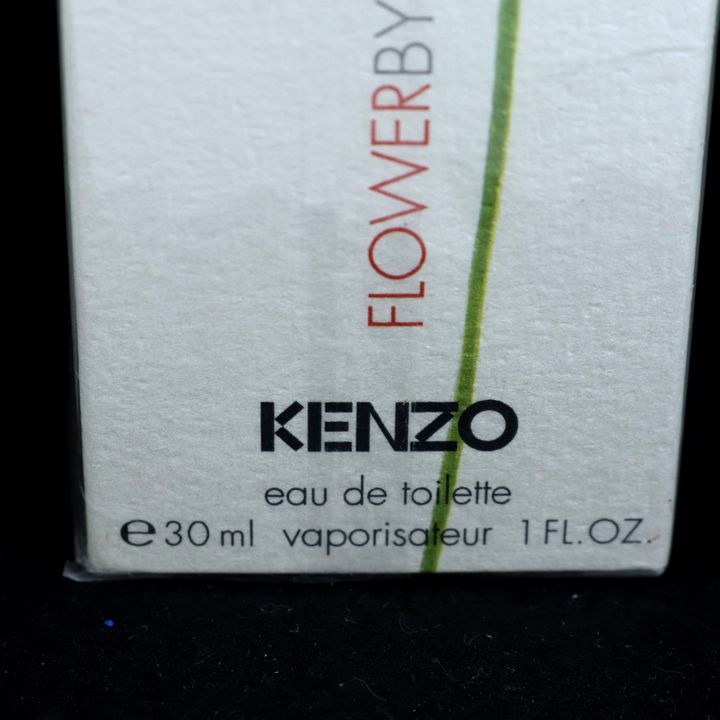 FLOWERBY
KENZO
eau de toilette
℮30 ml vaporisateur 1 FL.OZ.